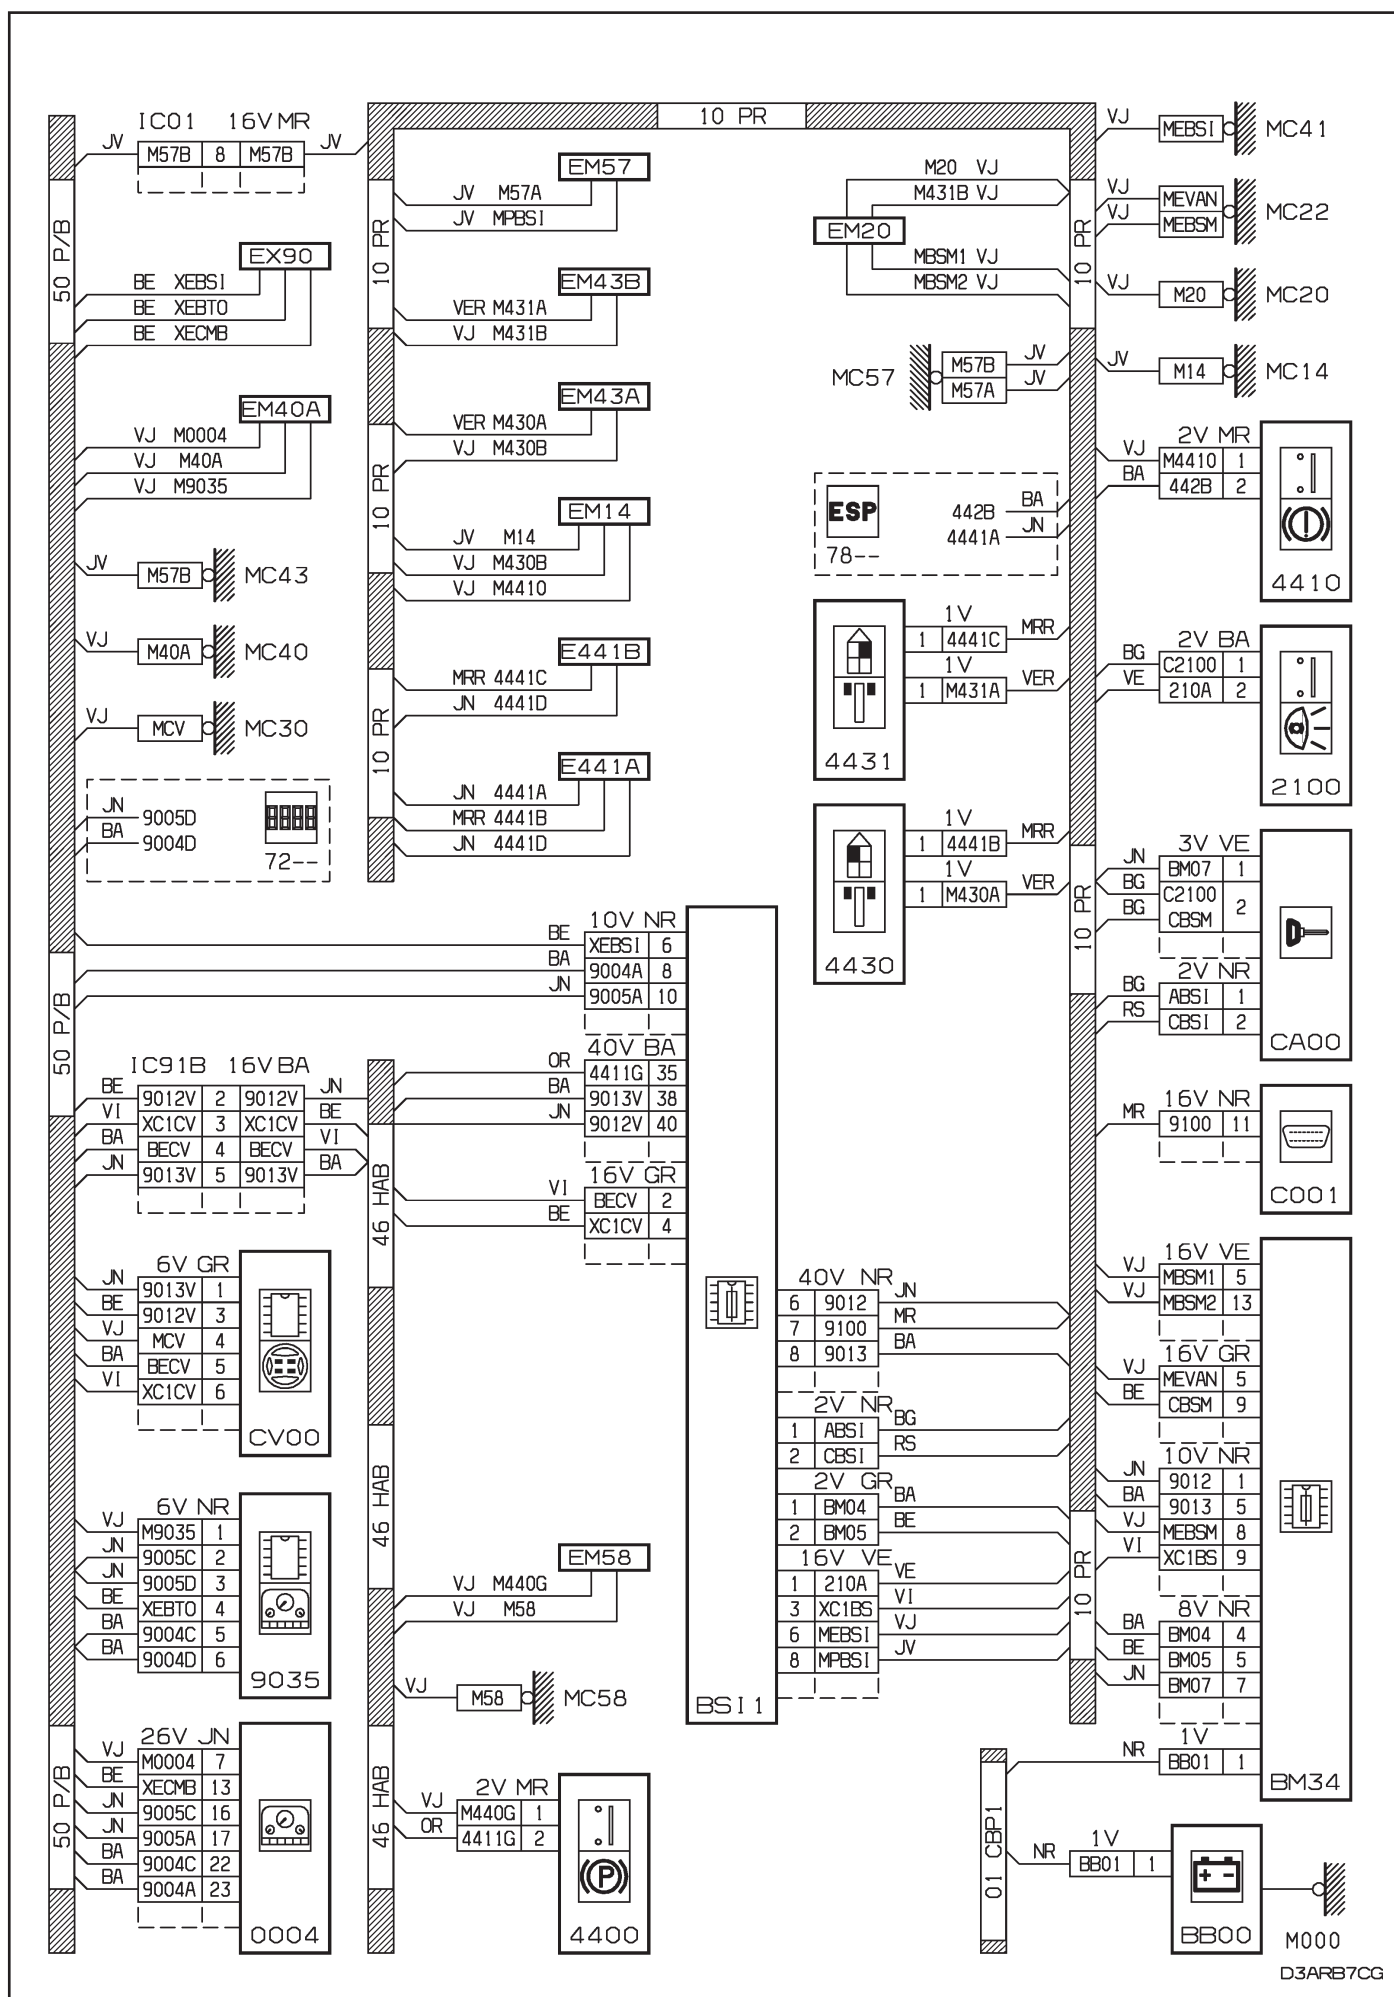 IC01 16V MR
JV M57B 8 M57B JV
50 P/B
EX90
BE XEBSI
BE XEBTO
BE XECMB
EM40A
VJ M0004
VJ M40A
VJ M9035
JV M57B MC43
VJ M40A MC40
VJ MCV MC30
JN 9005D
BA 9004D
72--
50 P/B
IC91B 16V BA
BE 9012V 2 9012V JN
VI XC1CV 3 XC1CV BE
BA BECV 4 BECV VI
JN 9013V 5 9013V BA
6V GR
JN 9013V 1
BE 9012V 3
VJ MCV 4
BA BECV 5
VI XC1CV 6
CV00
6V NR
VJ M9035 1
JN 9005C 2
JN 9005D 3
BE XEBTO 4
BA 9004C 5
BA 9004D 6
9035
50 P/B
26V JN
VJ M0004 7
BE XECMB 13
JN 9005C 16
JN 9005A 17
BA 9004C 22
BA 9004A 23
0004
10 PR
10 PR
EM57
JV M57A
JV MPBSI
EM43B
VER M431A
VJ M431B
10 PR
EM43A
VER M430A
VJ M430B
EM14
JV M14
VJ M430B
VJ M4410
10 PR
E441B
MRR 4441C
JN 4441D
E441A
JN 4441A
MRR 4441B
JN 4441D
10V NR
BE XEBSI 6
BA 9004A 8
JN 9005A 10
40V BA
OR 4411G 35
BA 9013V 38
JN 9012V 40
16V GR
VI BECV 2
BE XC1CV 4
46 HAB
46 HAB
EM58
VJ M440G
VJ M58
VJ M58 MC58
46 HAB
2V MR
VJ M440G 1
OR 4411G 2
4400
40V NR
6 9012 JN
7 9100 MR
8 9013 BA
2V NR
1 ABSI BG
2 CBSI RS
2V GR
1 BM04 BA
2 BM05 BE
16V VE
1 210A VE
3 XC1BS VI
6 MEBSI VJ
8 MPBSI JV
BSI1
M20 VJ
M431B VJ
EM20
MBSM1 VJ
MBSM2 VJ
10 PR
MC57 M57B JV
M57A JV
ESP
442B BA
4441A JN
78--
1V
1 4441C MRR
1V
1 M431A VER
4431
1V
1 4441B MRR
1V
1 M430A VER
4430
10 PR
10 PR
VJ MEBSI MC41
VJ MEVAN
VJ MEBSM MC22
VJ M20 MC20
JV M14 MC14
2V MR
VJ M4410 1
BA 442B 2
4410
2V BA
BG C2100 1
VE 210A 2
2100
3V VE
JN BM07 1
BG C2100
BG CBSM 2
2V NR
BG ABSI 1
RS CBSI 2
CA00
16V NR
MR 9100 11
C001
16V VE
VJ MBSM1 5
VJ MBSM2 13
16V GR
VJ MEVAN 5
BE CBSM 9
10V NR
JN 9012 1
BA 9013 5
VJ MEBSM 8
VI XC1BS 9
8V NR
BA BM04 4
BE BM05 5
JN BM07 7
1V
NR BB01 1
BM34
01 CBP1
1V
NR BB01 1
BB00
M000
D3ARB7CG